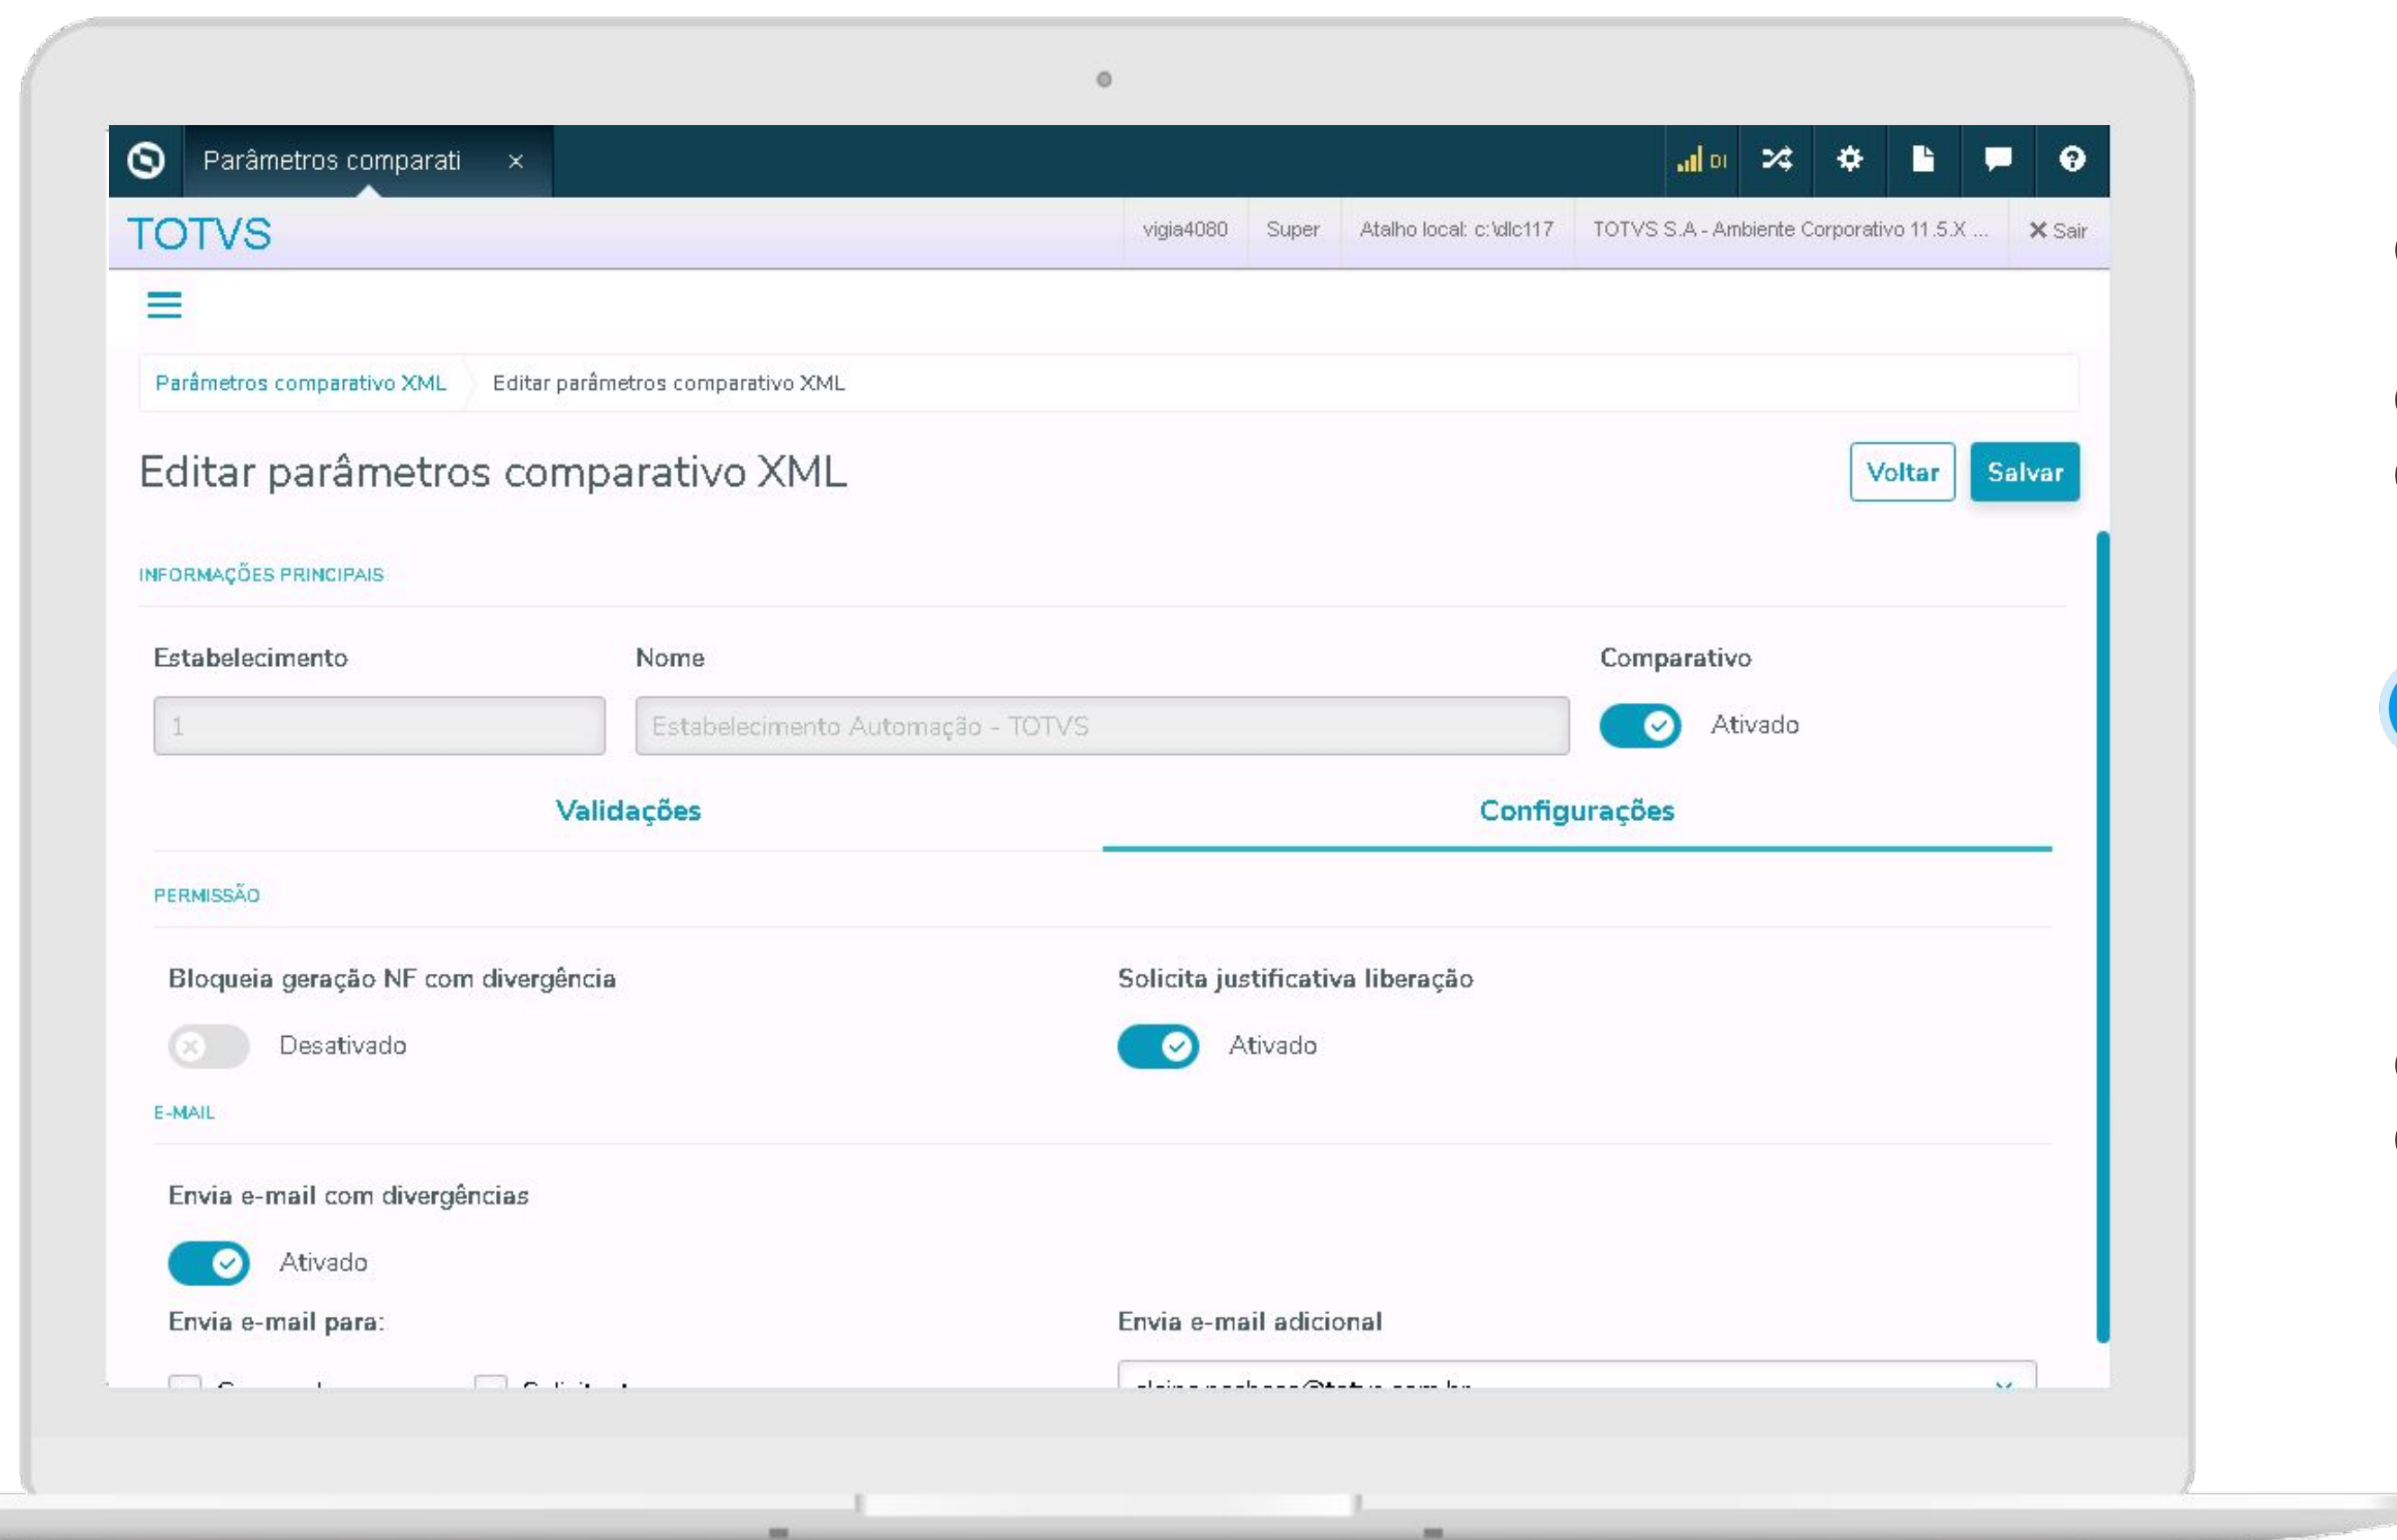 Parâmetros comparati
DI
TOTVS
vigia4080 Super Atalho local: c:\dlc117 TOTVS S.A - Ambiente Corporativo 11.5.X ... Sair
Parâmetros comparativo XML Editar parâmetros comparativo XML
Editar parâmetros comparativo XML
Voltar Salvar
INFORMAÇÕES PRINCIPAIS
Estabelecimento Nome Comparativo
1 Estabelecimento Automação - TOTVS Ativado
Validações Configurações
PERMISSÃO
Bloqueia geração NF com divergência Solicita justificativa liberação
Desativado Ativado
E-MAIL
Envia e-mail com divergências
Ativado
Envia e-mail para: Envia e-mail adicional